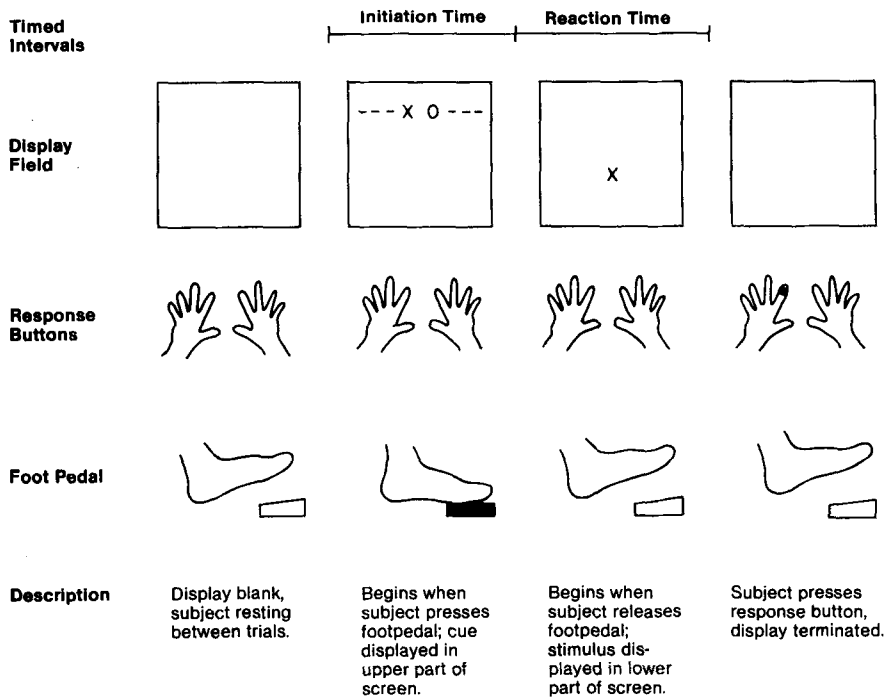 Timed
Intervals
Initiation Time
Reaction Time
Display
Field
--- X O ---
X
Response
Buttons
Foot Pedal
Description
Display blank,
subject resting
between trials.
Begins when
subject presses
footpedal; cue
displayed in
upper part of
screen.
Begins when
subject releases
footpedal;
stimulus dis-
played in lower
part of screen.
Subject presses
response button,
display terminated.